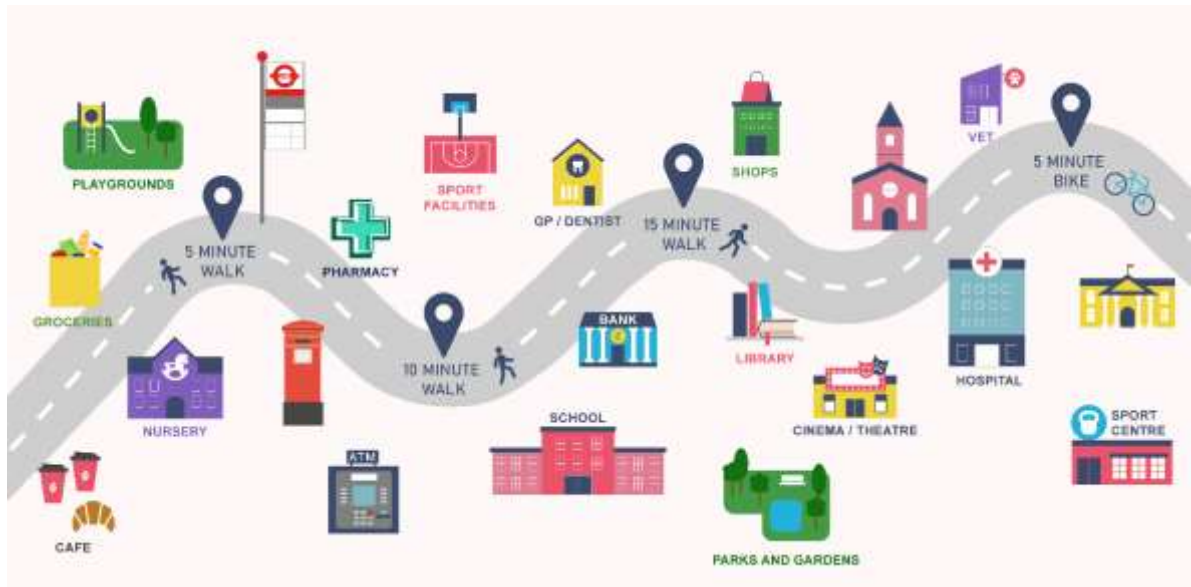 PLAYGROUNDS
5 MINUTE
WALK
GROCERIES
NURSERY
CAFE
PHARMACY
SPORT
FACILITIES
10 MINUTE
WALK
ATM
GP / DENTIST
BANK
SCHOOL
15 MINUTE
WALK
SHOPS
LIBRARY
CINEMA / THEATRE
PARKS AND GARDENS
VET
5 MINUTE
BIKE
HOSPITAL
SPORT
CENTRE